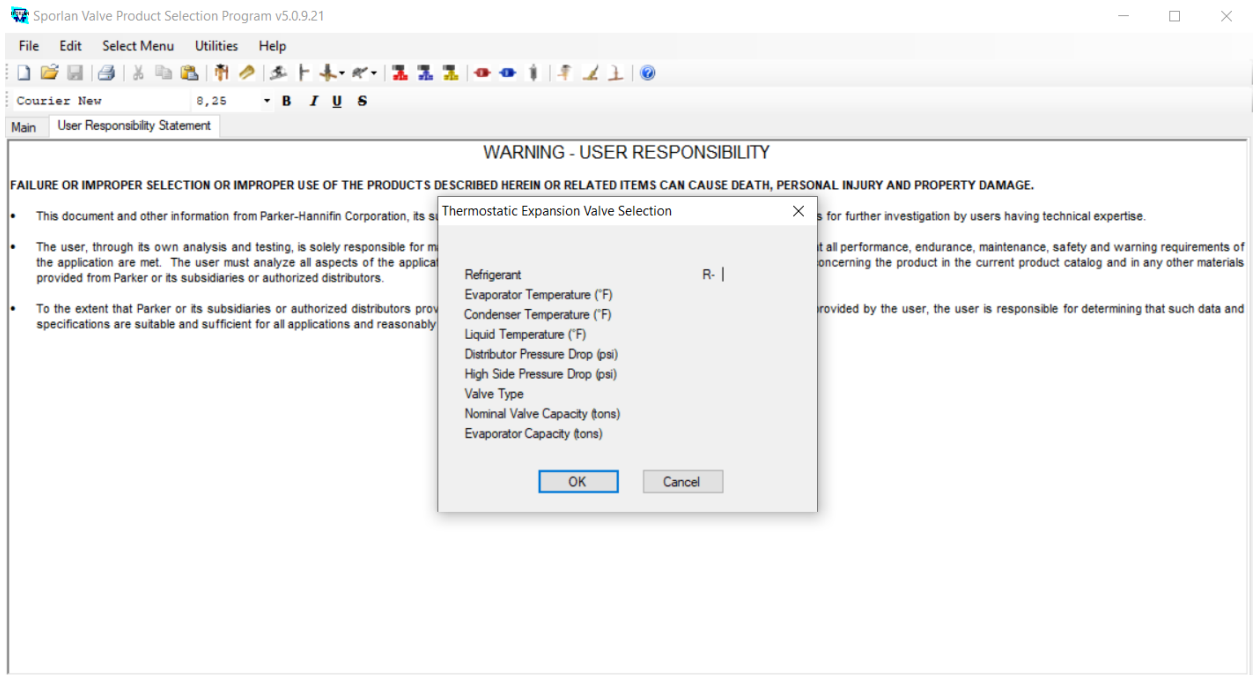 Sporlan Valve Product Selection Program v5.0.9.21
File Edit Select Menu Utilities Help
Courier New 8,25 B I U S
Main User Responsibility Statement
WARNING - USER RESPONSIBILITY
FAILURE OR IMPROPER SELECTION OR IMPROPER USE OF THE PRODUCTS DESCRIBED HEREIN OR RELATED ITEMS CAN CAUSE DEATH, PERSONAL INJURY AND PROPERTY DAMAGE.
• This document and other information from Parker-Hannifin Corporation, its s for further investigation by users having technical expertise.
• The user, through its own analysis and testing, is solely responsible for m t all performance, endurance, maintenance, safety and warning requirements of
the application are met. The user must analyze all aspects of the applicat oncerning the product in the current product catalog and in any other materials
provided from Parker or its subsidiaries or authorized distributors.
• To the extent that Parker or its subsidiaries or authorized distributors prov rovided by the user, the user is responsible for determining that such data and
specifications are suitable and sufficient for all applications and reasonably
Thermostatic Expansion Valve Selection
Refrigerant R-
Evaporator Temperature (°F)
Condenser Temperature (°F)
Liquid Temperature (°F)
Distributor Pressure Drop (psi)
High Side Pressure Drop (psi)
Valve Type
Nominal Valve Capacity (tons)
Evaporator Capacity (tons)
OK Cancel